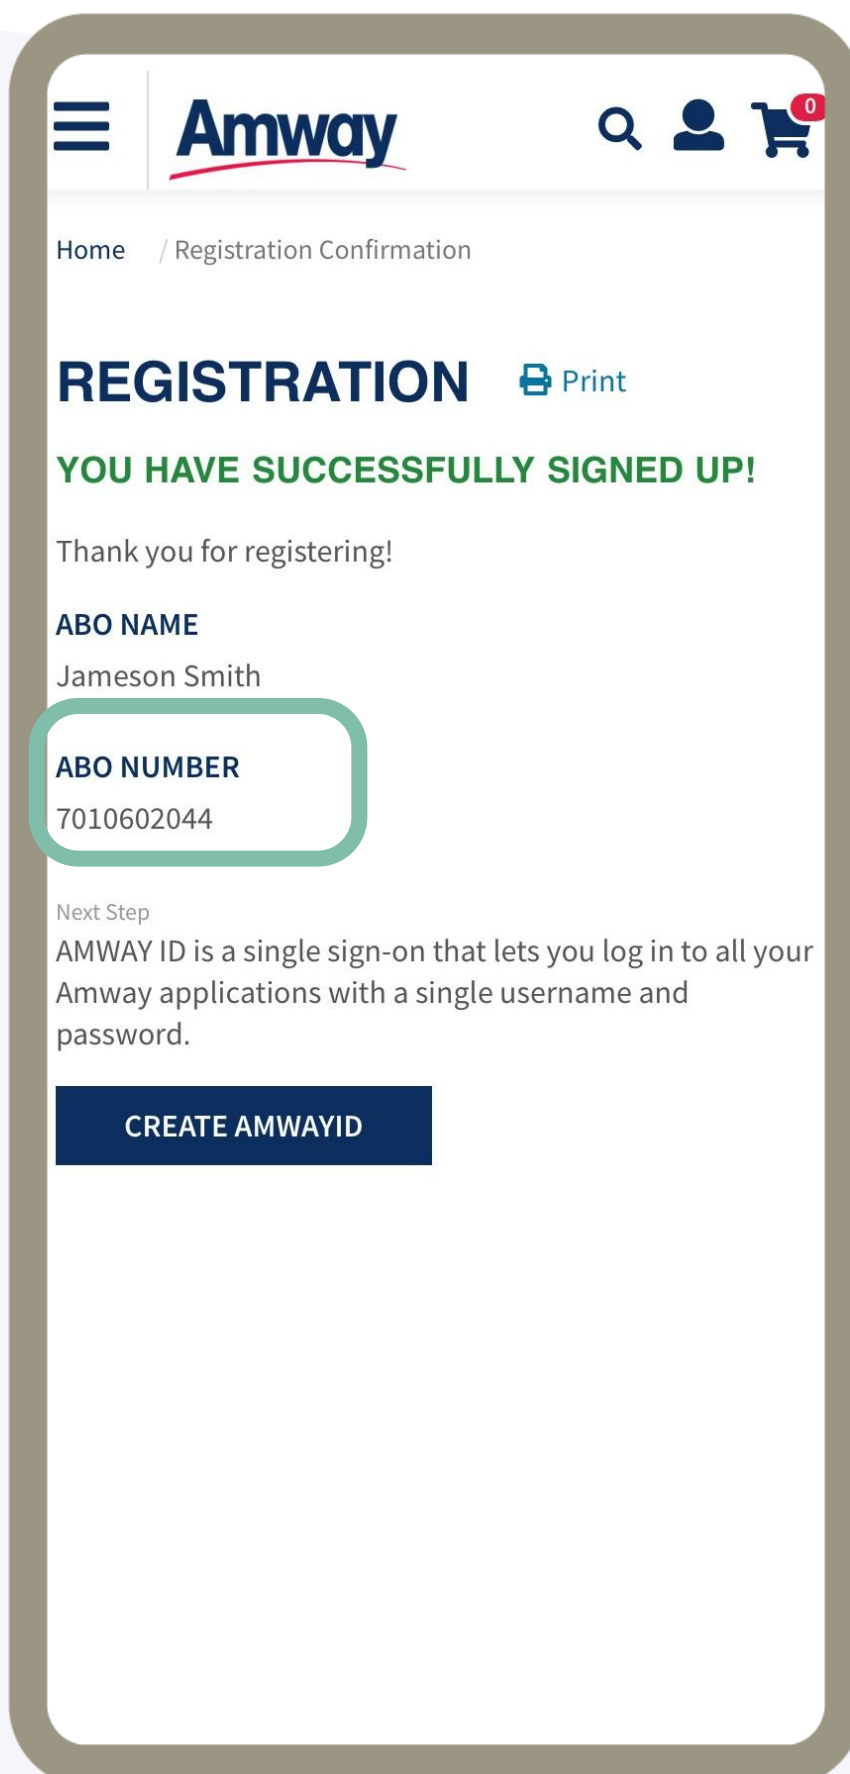 Amway
0
Home / Registration Confirmation
REGISTRATION Print
YOU HAVE SUCCESSFULLY SIGNED UP!
Thank you for registering!
ABO NAME
Jameson Smith
ABO NUMBER
7010602044
Next Step
AMWAY ID is a single sign-on that lets you log in to all your
Amway applications with a single username and
password.
CREATE AMWAYID